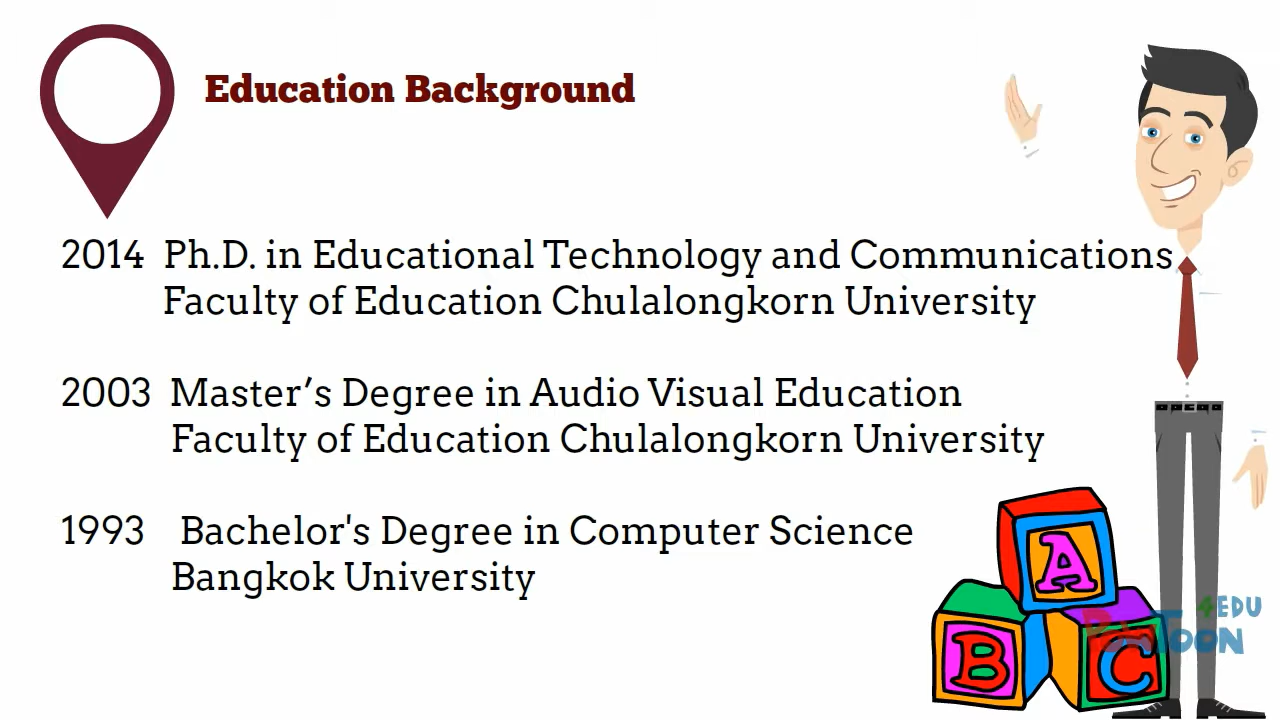 Education Background
2014 Ph.D. in Educational Technology and Communications
Faculty of Education Chulalongkorn University
2003 Master’s Degree in Audio Visual Education
Faculty of Education Chulalongkorn University
1993 Bachelor's Degree in Computer Science
Bangkok University
A
B C
4EDU
PowToon